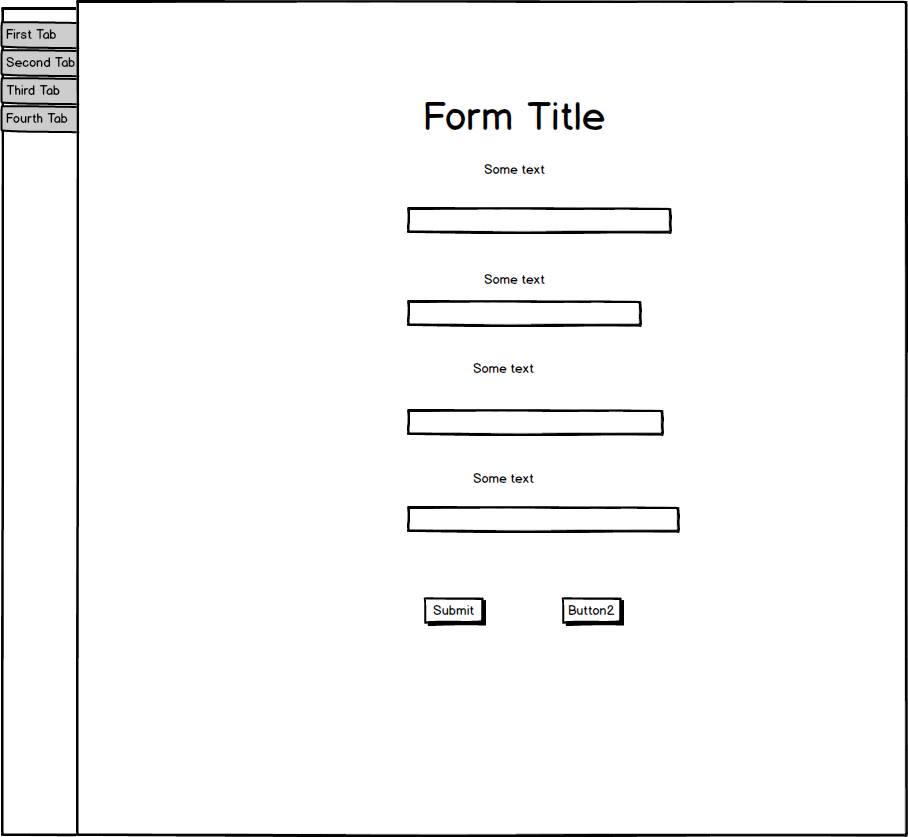 First Tab
Second Tab
Third Tab
Fourth Tab
Form Title
Some text
Some text
Some text
Some text
Submit
Button2